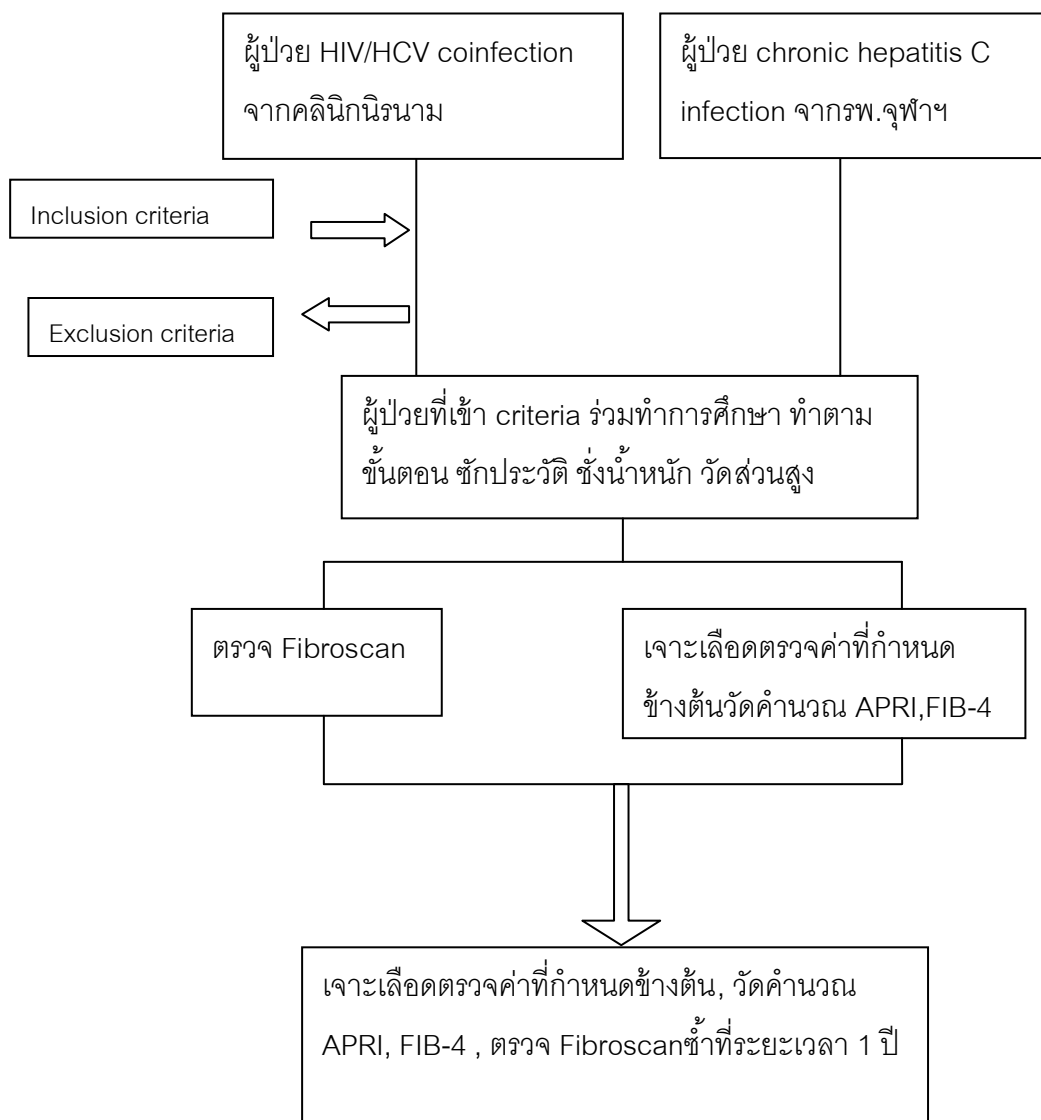 ผู้ป่วย HIV/HCV coinfection
จากคลินิกนิรนาม
ผู้ป่วย chronic hepatitis C
infection จากรพ.จุฬาฯ
Inclusion criteria
Exclusion criteria
ผู้ป่วยที่เข้า criteria ร่วมทำการศึกษา ทำตาม
ขั้นตอน ซักประวัติ ชั่งน้ำหนัก วัดส่วนสูง
ตรวจ Fibroscan
เจาะเลือดตรวจค่าที่กำหนด
ข้างต้นวัดคำนวณ APRI,FIB-4
เจาะเลือดตรวจค่าที่กำหนดข้างต้น, วัดคำนวณ
APRI, FIB-4 , ตรวจ Fibroscanซ้ำที่ระยะเวลา 1 ปี